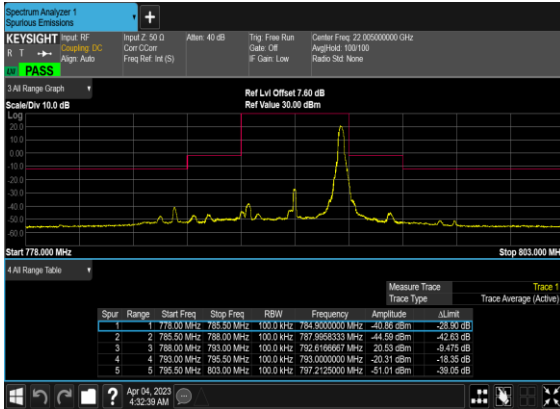 Spectrum Analyzer 1
Spurious Emissions
+
KEYSIGHT Input: RF Input Z: 50 Ω Atten: 40 dB Trig: Free Run Center Freq: 22.005000000 GHz
R T Coupling: DC Corr CCorr Gate: Off Avg|Hold: 100/100
Align: Auto Freq Ref: Int (S) IF Gain: Low Radio Std: None
PASS
3 All Range Graph Ref Lvl Offset 7.60 dB
Scale/Div 10.0 dB Ref Value 30.00 dBm
Log
20.0
10.0
0.00
-10.0
-20.0
-30.0
-40.0
-50.0
-60.0
Start 778.000 MHz Stop 803.000 MH
4 All Range Table
Measure Trace Trace 1
Trace Type Trace Average (Active)
Spur Range Start Freq Stop Freq RBW Frequency Amplitude ΔLimit
1 1 778.00 MHz 785.50 MHz 100.0 kHz 784.9000000 MHz -40.86 dBm -28.90 dB
2 2 785.50 MHz 788.00 MHz 100.0 kHz 787.9958333 MHz -44.59 dBm -42.63 dB
3 3 788.00 MHz 793.00 MHz 100.0 kHz 792.6166667 MHz 20.53 dBm -9.475 dB
4 4 793.00 MHz 795.50 MHz 100.0 kHz 793.0000000 MHz -20.31 dBm -18.35 dB
5 5 795.50 MHz 803.00 MHz 100.0 kHz 797.2125000 MHz -51.01 dBm -39.05 dB
? Apr 04, 2023
4:32:39 AM